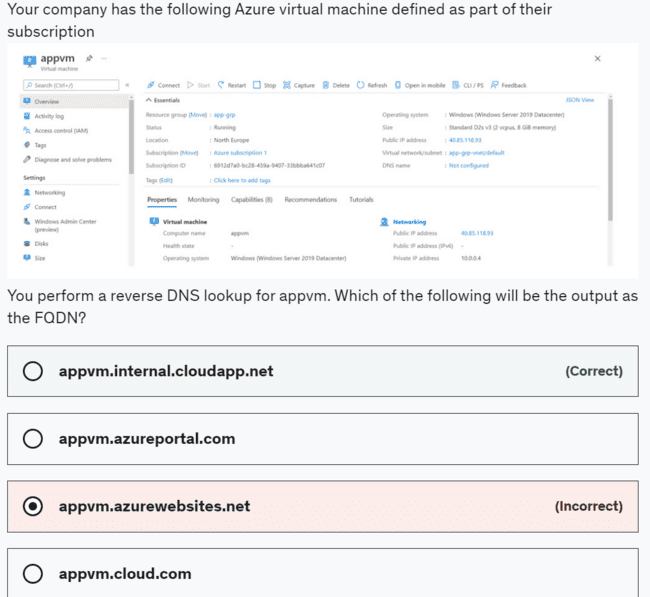 Your company has the following Azure virtual machine defined as part of their
subscription
appvm
Virtual machine
Search (Ctrl+/)
Connect Start Restart Stop Capture Delete Refresh Open in mobile CLI / PS Feedback
Overview
Activity log
Access control (IAM)
Tags
Diagnose and solve problems
Settings
Networking
Connect
Windows Admin Center
(preview)
Disks
Size
Essentials JSON View
Resource group (Move) : app-grp Operating system : Windows (Windows Server 2019 Datacenter)
Status : Running Size : Standard D2s v3 (2 vcpus, 8 GiB memory)
Location : North Europe Public IP address : 40.85.118.93
Subscription (Move) : Azure subscription 1 Virtual network/subnet : app-grp-vnet/default
Subscription ID : 6912d7a0-bc28-459a-9407-33bbba641c07 DNS name : Not configured
Tags (Edit) : Click here to add tags
Properties Monitoring Capabilities (8) Recommendations Tutorials
Virtual machine
Computer name appvm
Health state -
Operating system Windows (Windows Server 2019 Datacenter)
Networking
Public IP address 40.85.118.93
Public IP address (IPv6) -
Private IP address 10.0.0.4
You perform a reverse DNS lookup for appvm. Which of the following will be the output as
the FQDN?
appvm.internal.cloudapp.net (Correct)
appvm.azureportal.com
appvm.azurewebsites.net (Incorrect)
appvm.cloud.com